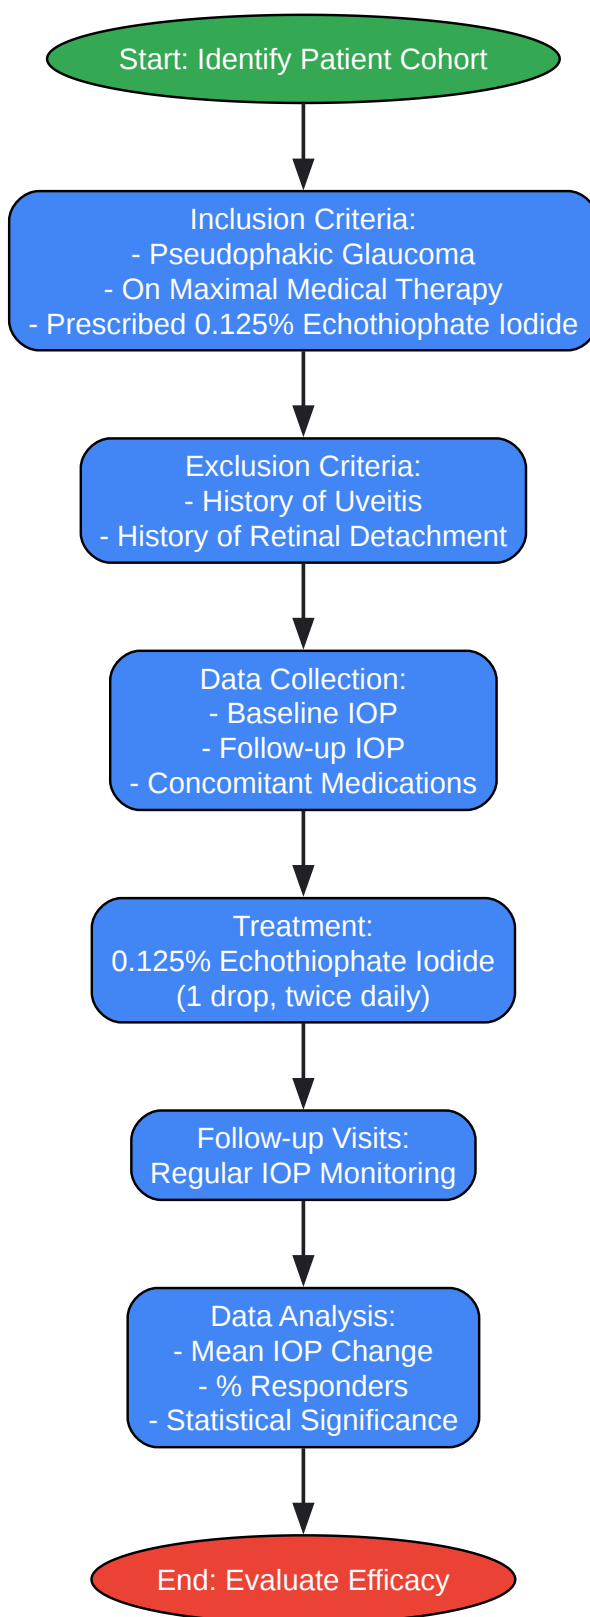 Start: Identify Patient Cohort
Inclusion Criteria:
- Pseudophakic Glaucoma
- On Maximal Medical Therapy
- Prescribed 0.125% Echothiophate Iodide
Exclusion Criteria:
- History of Uveitis
- History of Retinal Detachment
Data Collection:
- Baseline IOP
- Follow-up IOP
- Concomitant Medications
Treatment:
0.125% Echothiophate Iodide
(1 drop, twice daily)
Follow-up Visits:
Regular IOP Monitoring
Data Analysis:
- Mean IOP Change
- % Responders
- Statistical Significance
End: Evaluate Efficacy